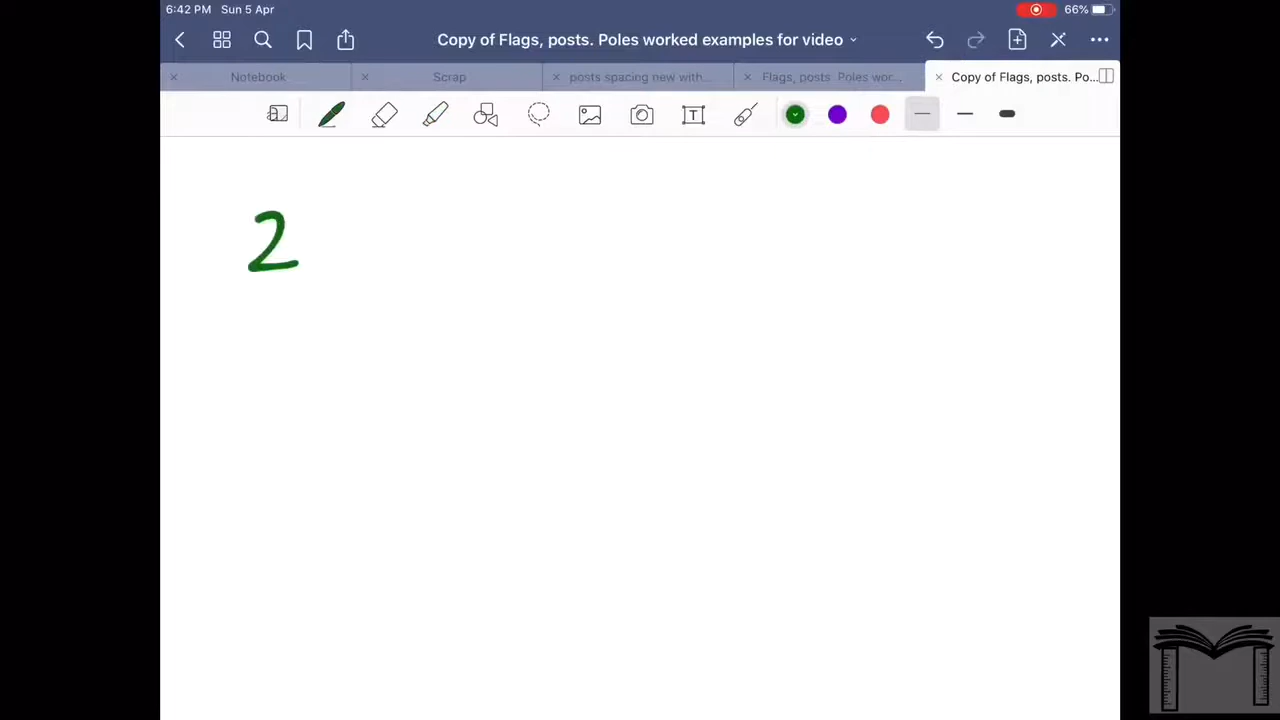 6:42 PM Sun 5 Apr 66%
Copy of Flags, posts. Poles worked examples for video
Notebook Scrap posts spacing new with... Flags, posts Poles wor... Copy of Flags, posts. Po...
T
2